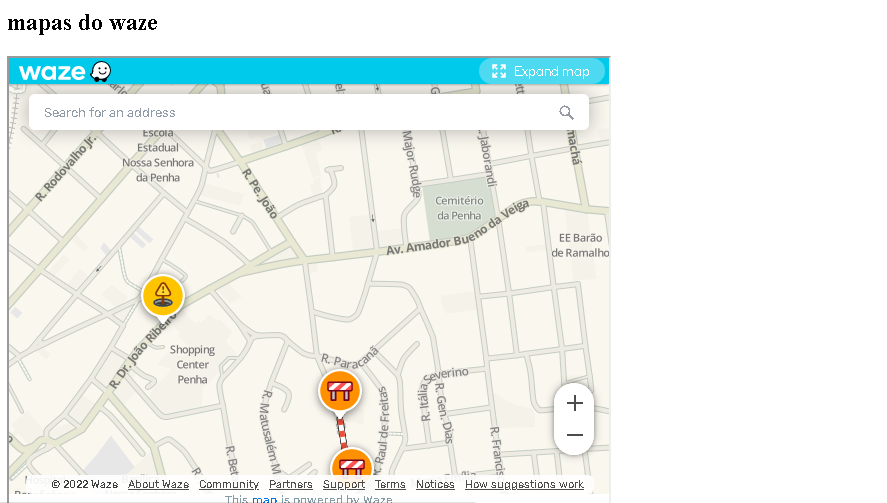 mapas do waze
waze
Expand map
Search for an address
Escola
Estadual
Nossa Senhora
da Penha
R. Rodovalho Jr.
R. Pe. João
Major Rudge
Jaborandi
Cemitério
da Penha
Av. Amador Bueno da Veiga
EE Barão
de Ramalho
R. Dr. João Ribeiro
Shopping
Center
Penha
R. Paracanã
Severino
R. Itália
R. Gen. Dias
R. Matusalém M
R. Raul de Freitas
R. Francis
R. Bet
© 2022 Waze About Waze Community Partners Support Terms Notices How suggestions work
This map is powered by Waze